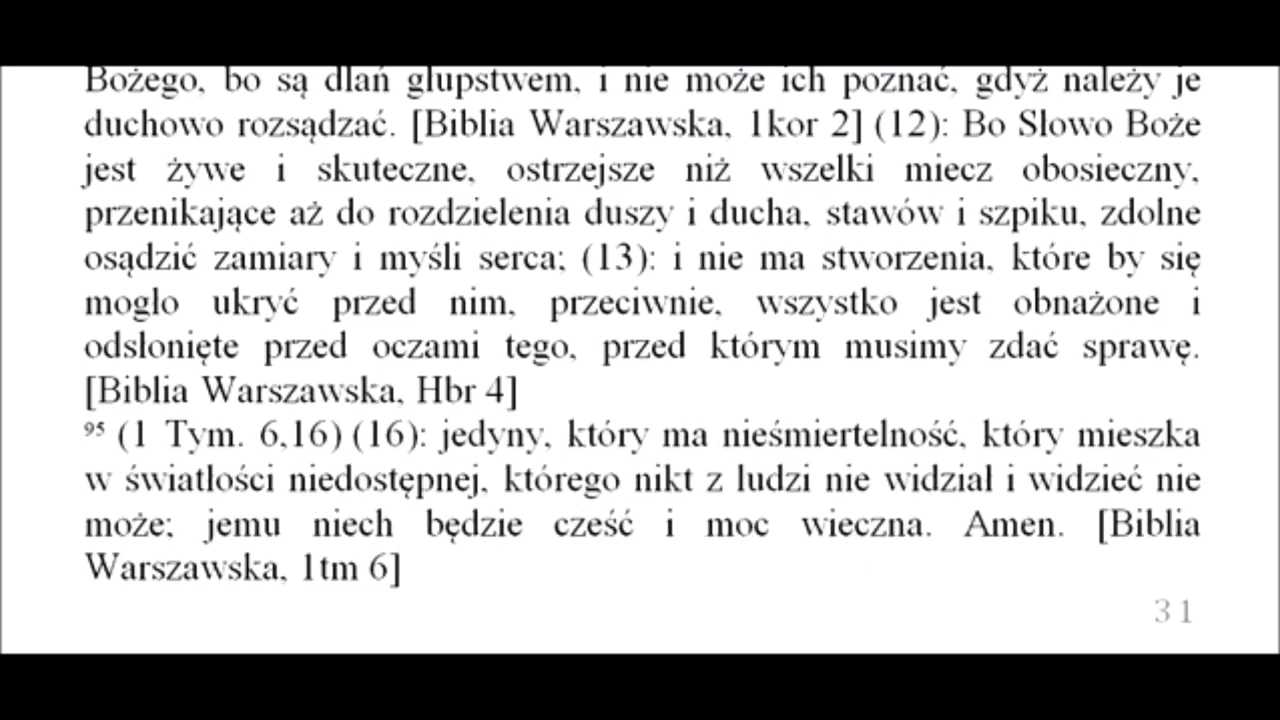 Bożego, bo są dlań głupstwem, i nie może ich poznać, gdyż należy je
duchowo rozsądzać. [Biblia Warszawska, 1kor 2] (12): Bo Słowo Boże
jest żywe i skuteczne, ostrzejsze niż wszelki miecz obosieczny,
przenikające aż do rozdzielenia duszy i ducha, stawów i szpiku, zdolne
osądzić zamiary i myśli serca; (13): i nie ma stworzenia, które by się
mogło ukryć przed nim, przeciwnie, wszystko jest obnażone i
odsłonięte przed oczami tego, przed którym musimy zdać sprawę.
[Biblia Warszawska, Hbr 4]
⁹⁵ (1 Tym. 6,16) (16): jedyny, który ma nieśmiertelność, który mieszka
w światłości niedostępnej, którego nikt z ludzi nie widział i widzieć nie
może; jemu niech będzie cześć i moc wieczna. Amen. [Biblia
Warszawska, 1tm 6]
31